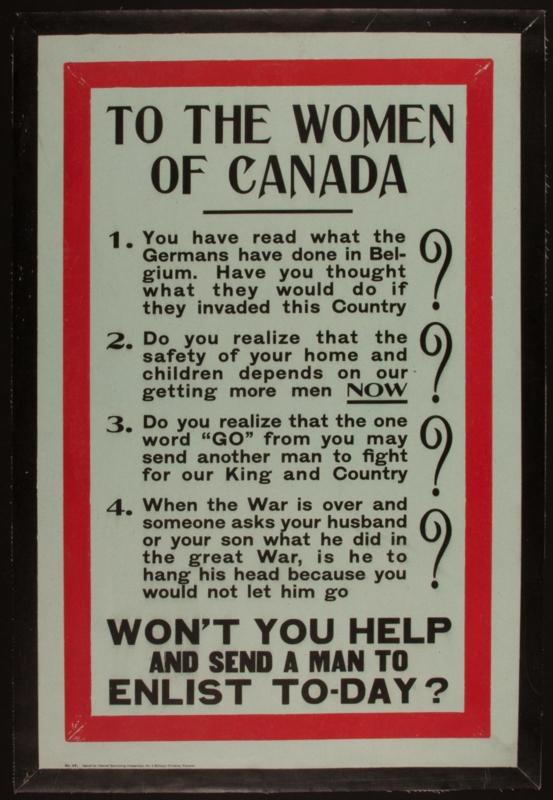 TO THE WOMEN
OF CANADA
1. You have read what the
Germans have done in Bel-
gium. Have you thought
what they would do if
they invaded this Country ?
2. Do you realize that the
safety of your home and
children depends on our
getting more men NOW ?
3. Do you realize that the one
word “GO” from you may
send another man to fight
for our King and Country ?
4. When the War is over and
someone asks your husband
or your son what he did in
the great War, is he to
hang his head because you
would not let him go ?
WON'T YOU HELP
AND SEND A MAN TO
ENLIST TO-DAY?